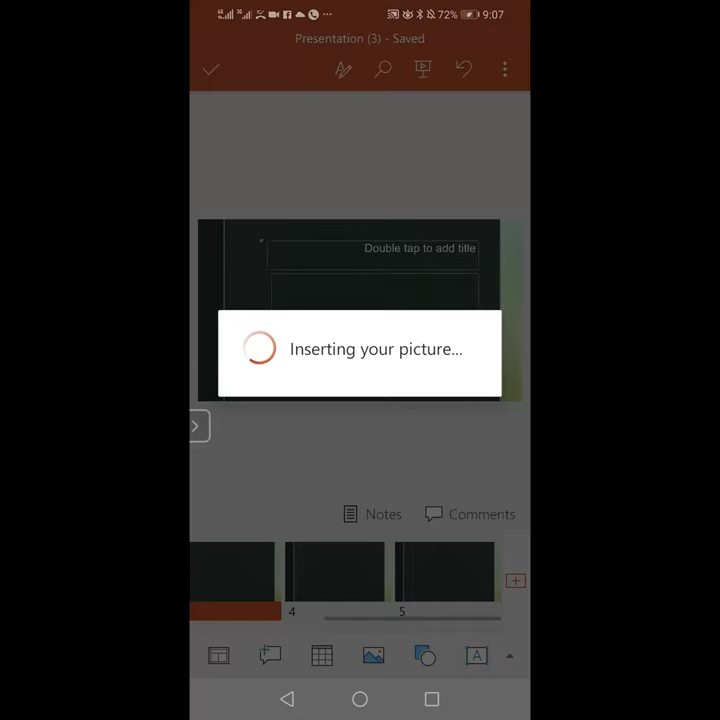 72% 9:07
Presentation (3) - Saved
Double tap to add title
Inserting your picture...
Notes Comments
4 5
A